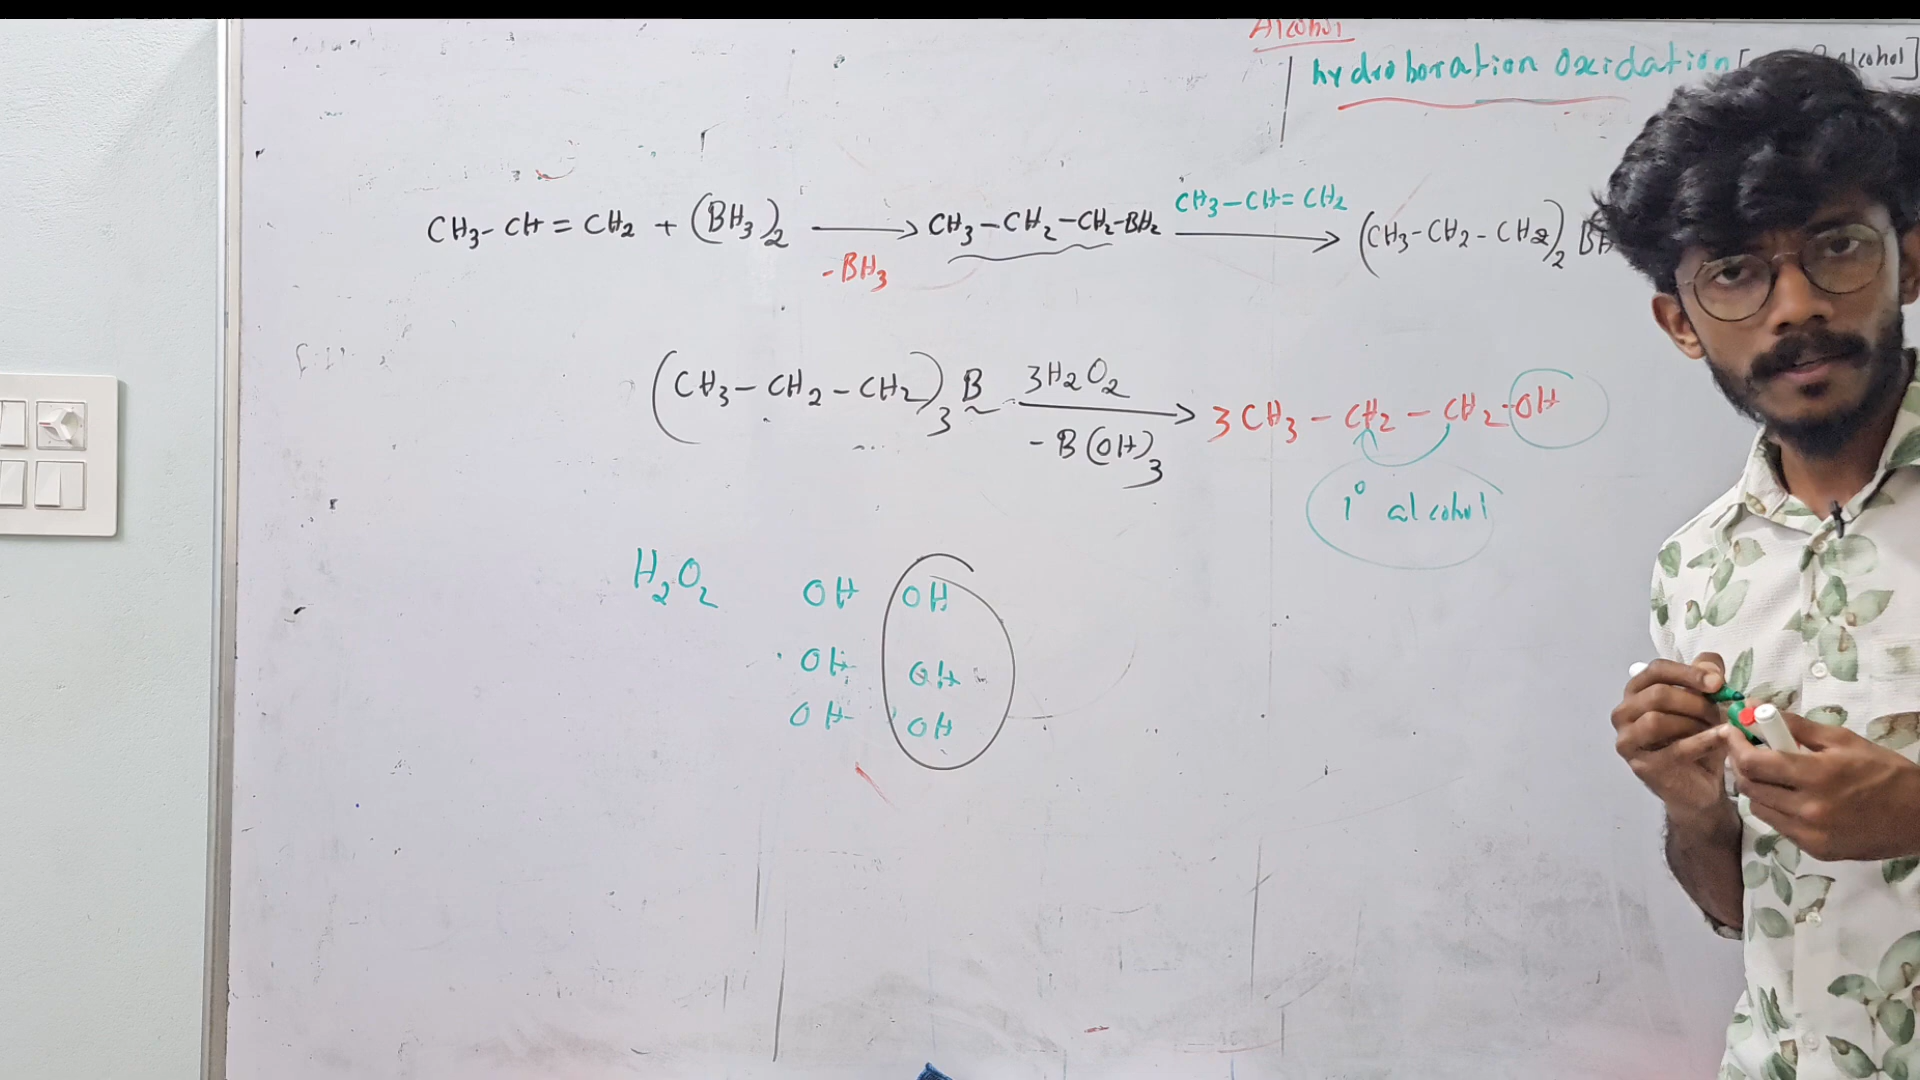 Alcohol
hydroboration Oxidation [ alcohol]
CH3-CH=CH2 + (BH3)2 → CH3-CH2-CH2-BH2 → (CH3-CH2-CH2)2 BH
-BH3
CH3-CH=CH2
(CH3-CH2-CH2)3 B → 3CH3-CH2-CH2-OH
3H2O2
-B(OH)3
1° alcohol
H2O2
OH OH
OH OH
OH OH